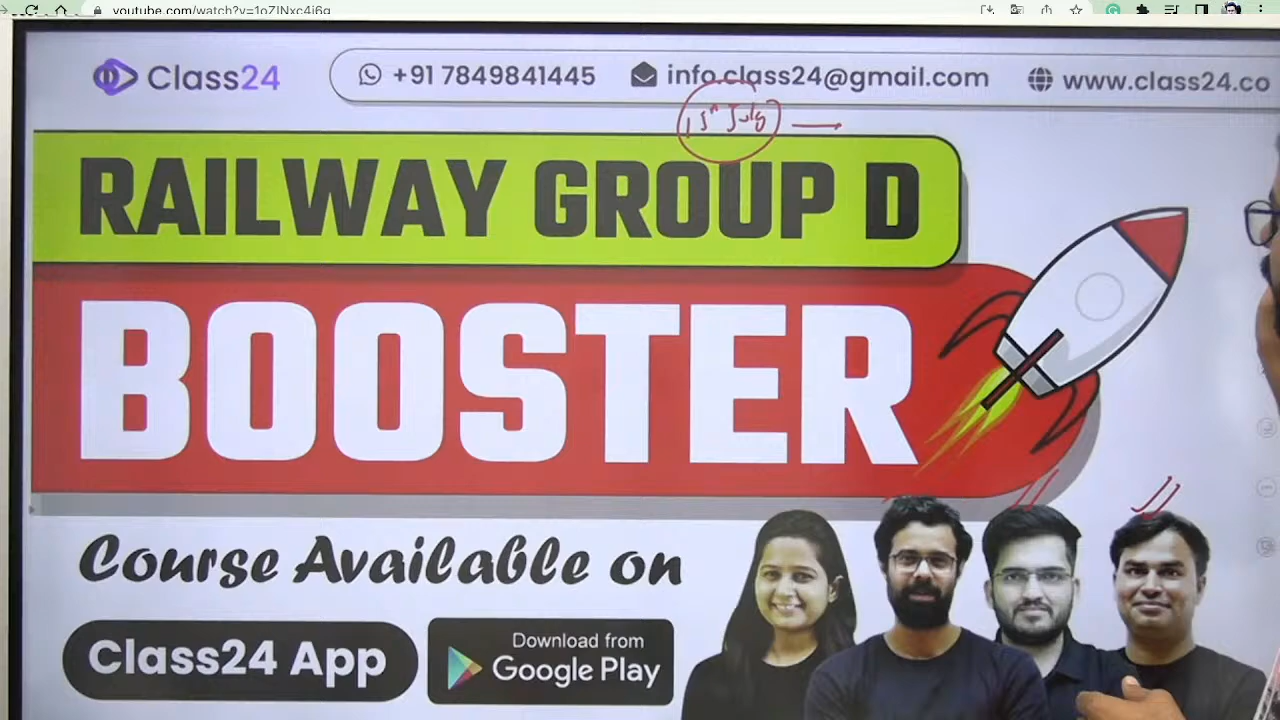 youtube.com/watch?v=1oZINxc4i6g
Class24
+91 7849841445
info.class24@gmail.com
www.class24.co
15th July
RAILWAY GROUP D
BOOSTER
Course Available on
Class24 App
Download from
Google Play